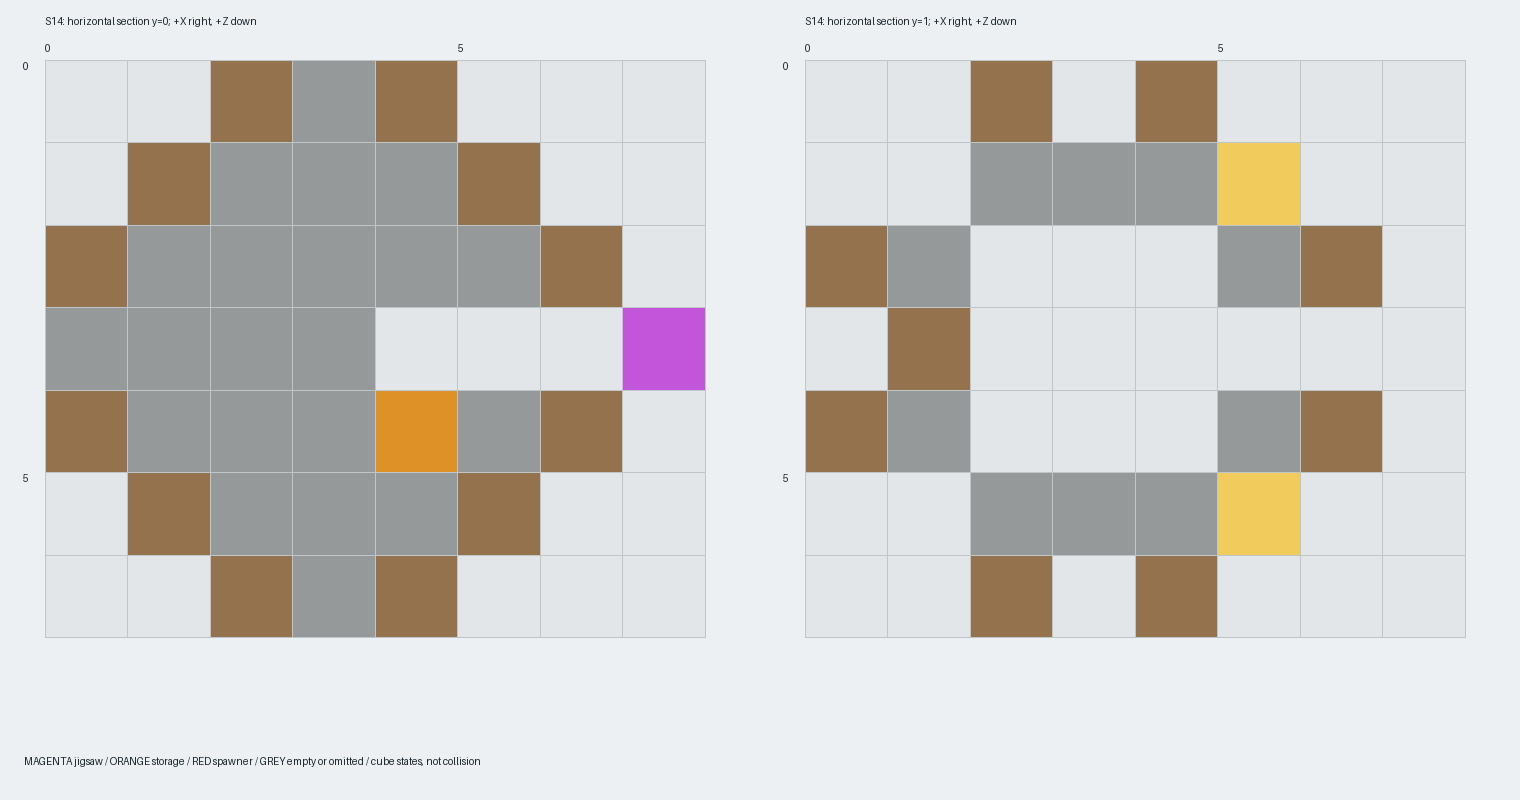 S14: horizontal section y=0; +X right, +Z down
S14: horizontal section y=1; +X right, +Z down
0 5
0 5
0
0
5
5
MAGENTA jigsaw / ORANGE storage / RED spawner / GREY empty or omitted / cube states, not collision